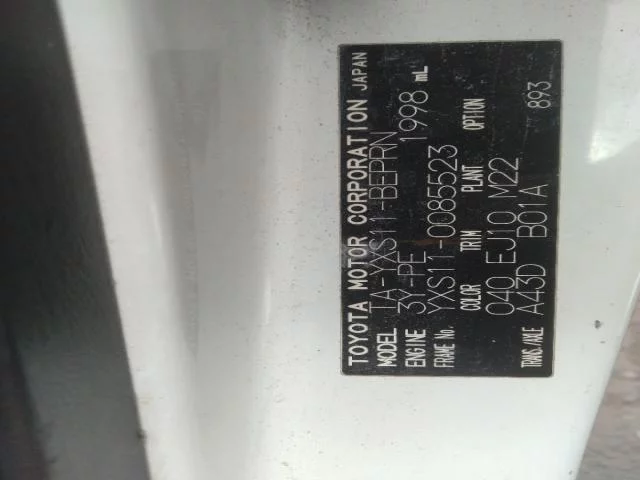 TOYOTA MOTOR CORPORATION JAPAN
MODEL TA-YXS11-BEPRN
ENGINE 3Y-PE 1998 mL
FRAME No. YXS11-0085523
COLOR TRIM PLANT OPTION
040 EJ10 M22 893
TRANS./AXLE A43D B01A